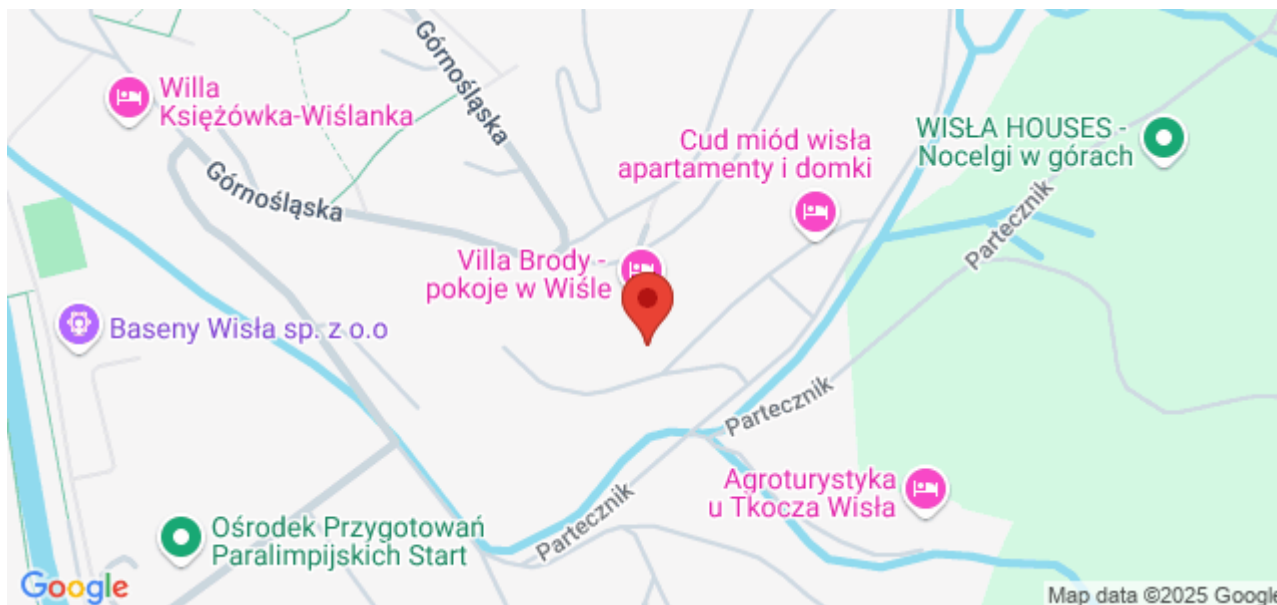 Górnośląska
Willa
Księżówka-Wiślanka
Górnośląska
Cud miód wisła
apartamenty i domki
WISŁA HOUSES -
Nocelgi w górach
Partecznik
Villa Brody -
pokoje w Wiśle
Baseny Wisła sp. z o.o
Partecznik
Agroturystyka
u Tkocza Wisła
Partecznik
Ośrodek Przygotowań
Paralimpijskich Start
Google
Map data ©2025 Google